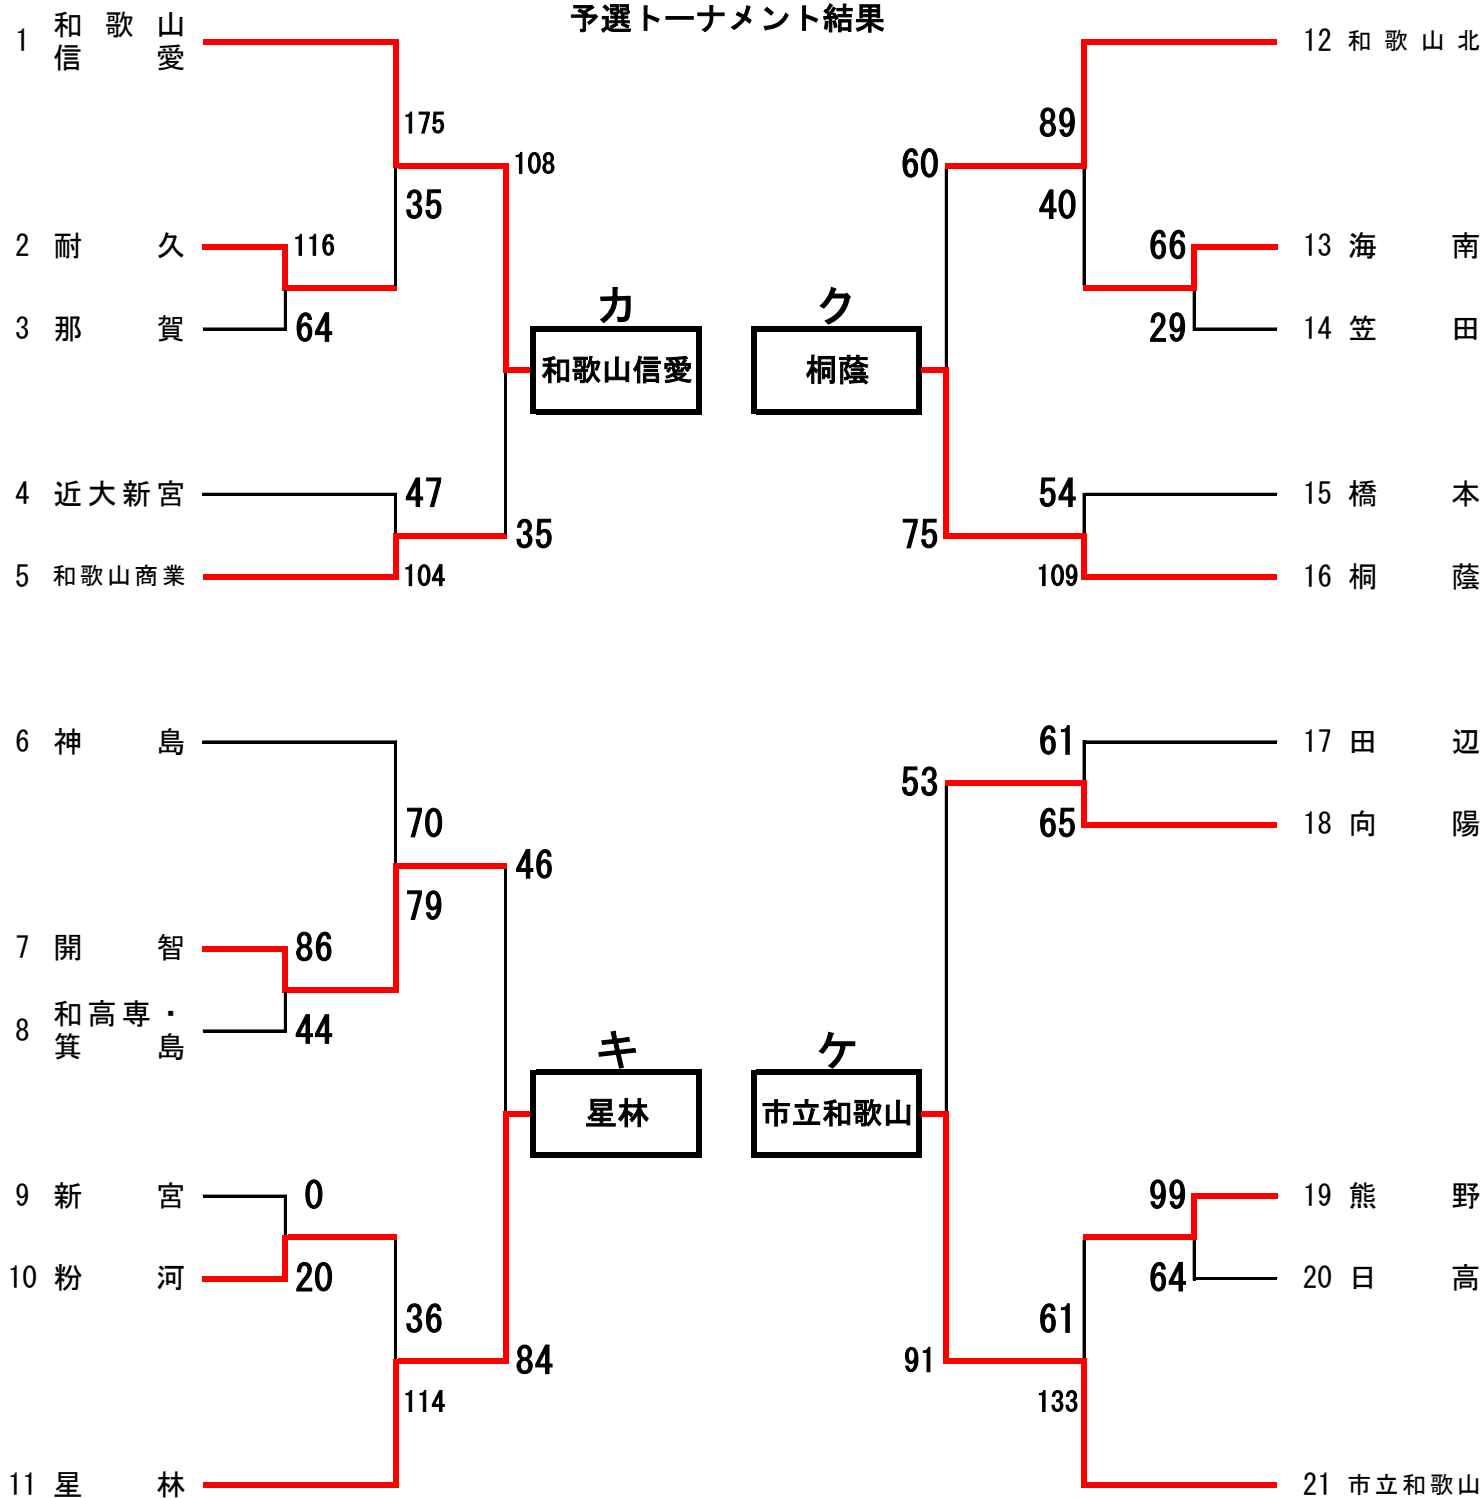 予選トーナメント結果
1 和歌山信愛
175
108
35
2 耐久
116
3 那賀
64
カ
和歌山信愛
4 近大新宮
47
35
5 和歌山商業
104
12 和歌山北
89
60
40
66
13 海南
29
14 笠田
ク
桐蔭
54
15 橋本
75
109
16 桐蔭
6 神島
70
46
79
7 開智
86
8 和高専・箕島
44
キ
星林
9 新宮
0
10 粉河
20
36
84
114
11 星林
61
17 田辺
53
65
18 向陽
ケ
市立和歌山
99
19 熊野
64
20 日高
61
91
133
21 市立和歌山